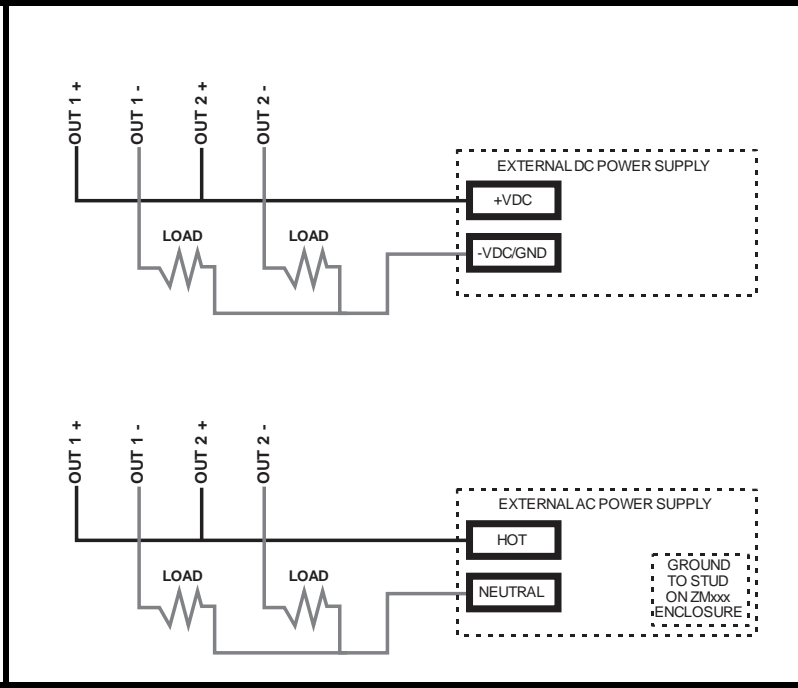 OUT 1 +
OUT 1 -
OUT 2 +
OUT 2 -
EXTERNAL DC POWER SUPPLY
+VDC
LOAD
LOAD
-VDC/GND
OUT 1 +
OUT 1 -
OUT 2 +
OUT 2 -
EXTERNAL AC POWER SUPPLY
HOT
LOAD
LOAD
NEUTRAL
GROUND
TO STUD
ON ZMxxx
ENCLOSURE